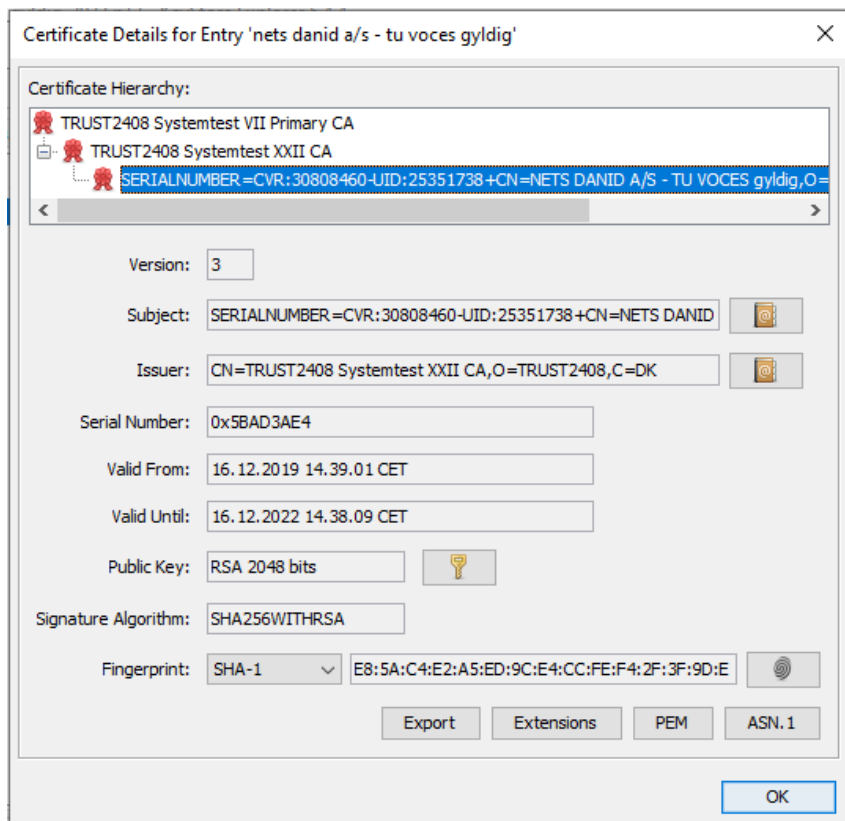 Certificate Details for Entry 'nets danid a/s - tu voces gyldig'
Certificate Hierarchy:
TRUST2408 Systemtest VII Primary CA
TRUST2408 Systemtest XXII CA
SERIALNUMBER=CVR:30808460-UID:25351738+CN=NETS DANID A/S - TU VOCES gyldig,O=
Version: 3
Subject: SERIALNUMBER=CVR:30808460-UID:25351738+CN=NETS DANID
Issuer: CN=TRUST2408 Systemtest XXII CA,O=TRUST2408,C=DK
Serial Number: 0x5BAD3AE4
Valid From: 16.12.2019 14.39.01 CET
Valid Until: 16.12.2022 14.38.09 CET
Public Key: RSA 2048 bits
Signature Algorithm: SHA256WITHRSA
Fingerprint: SHA-1 E8:5A:C4:E2:A5:ED:9C:E4:CC:FE:F4:2F:3F:9D:E
Export Extensions PEM ASN.1
OK